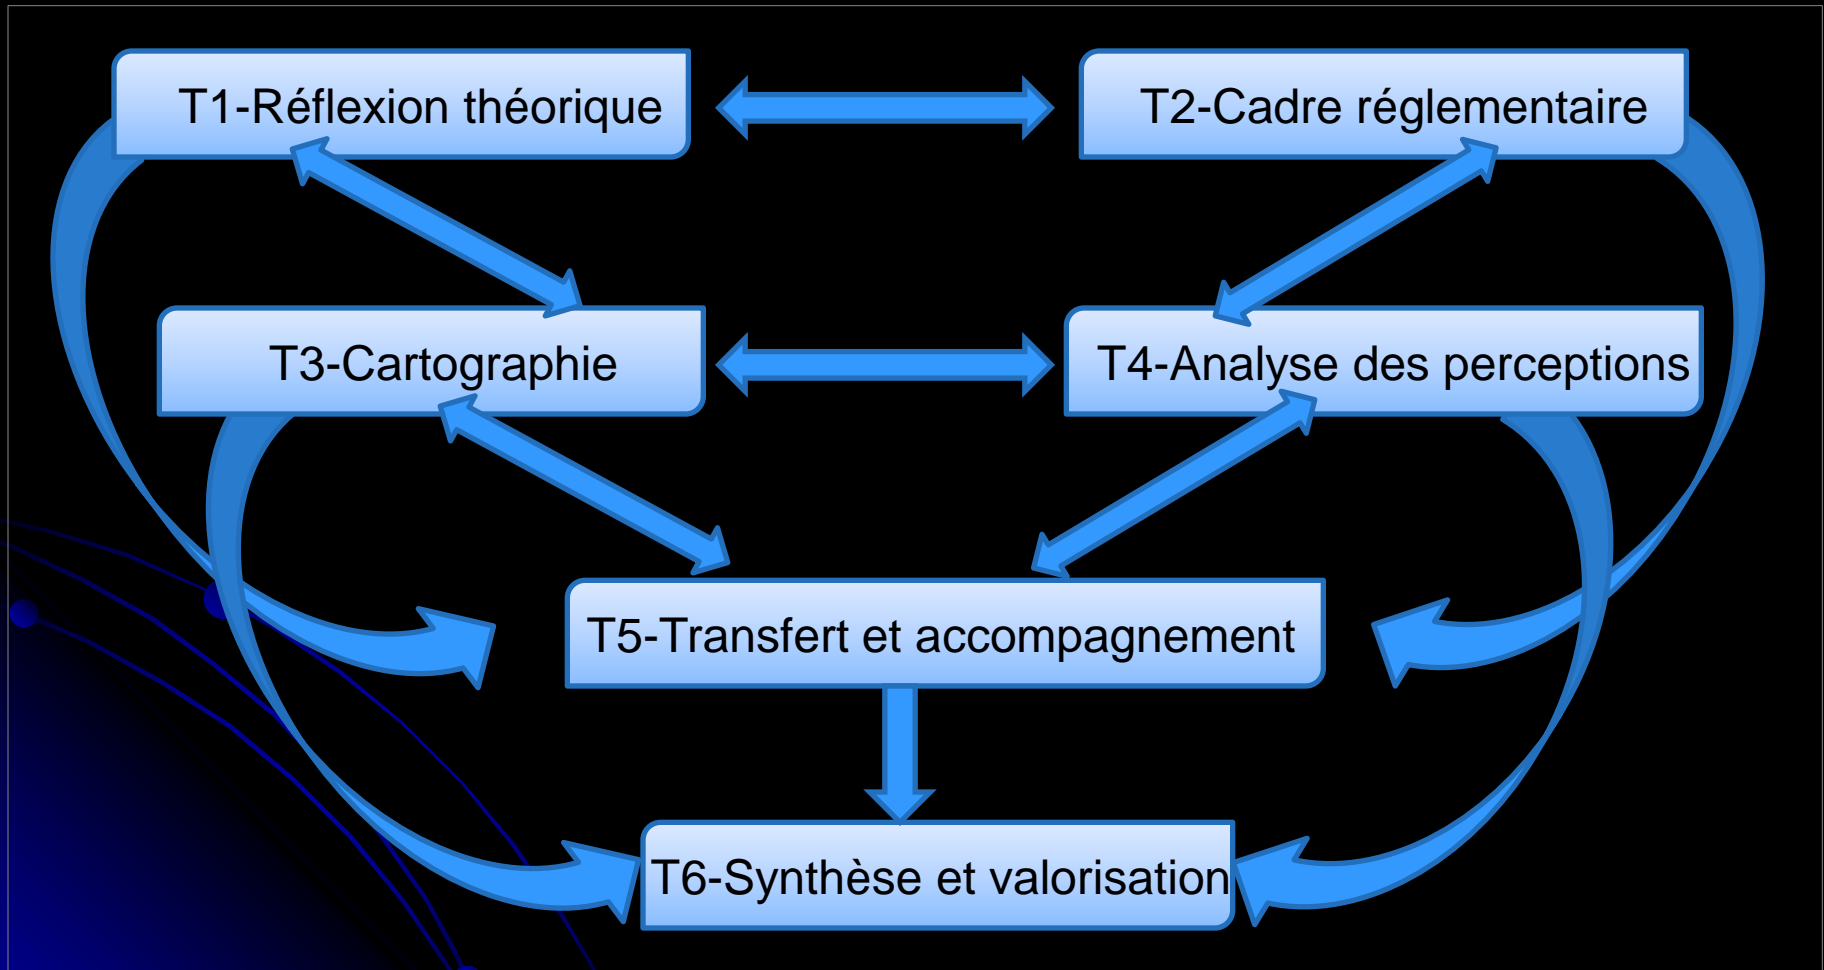 T1-Réflexion théorique
T2-Cadre réglementaire
T3-Cartographie
T4-Analyse des perceptions
T5-Transfert et accompagnement
T6-Synthèse et valorisation